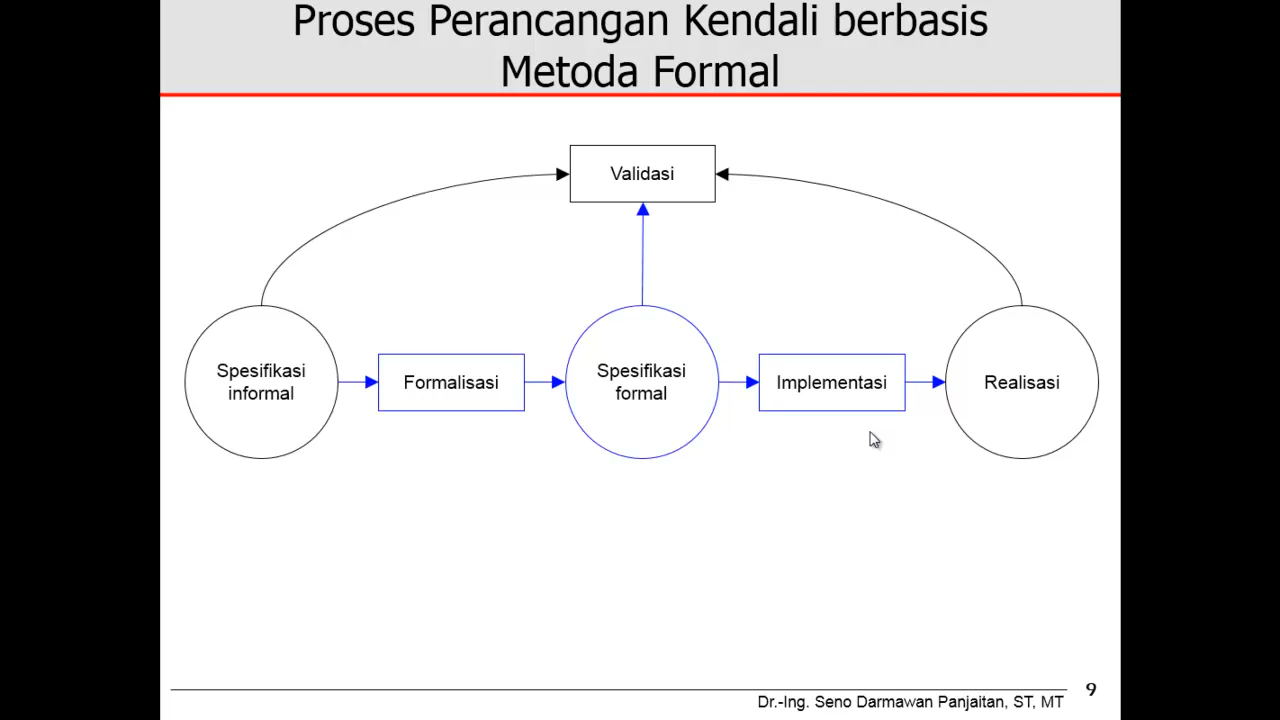 Proses Perancangan Kendali berbasis
Metoda Formal
Validasi
Spesifikasi
informal
Formalisasi
Spesifikasi
formal
Implementasi
Realisasi
Dr.-Ing. Seno Darmawan Panjaitan, ST, MT
9